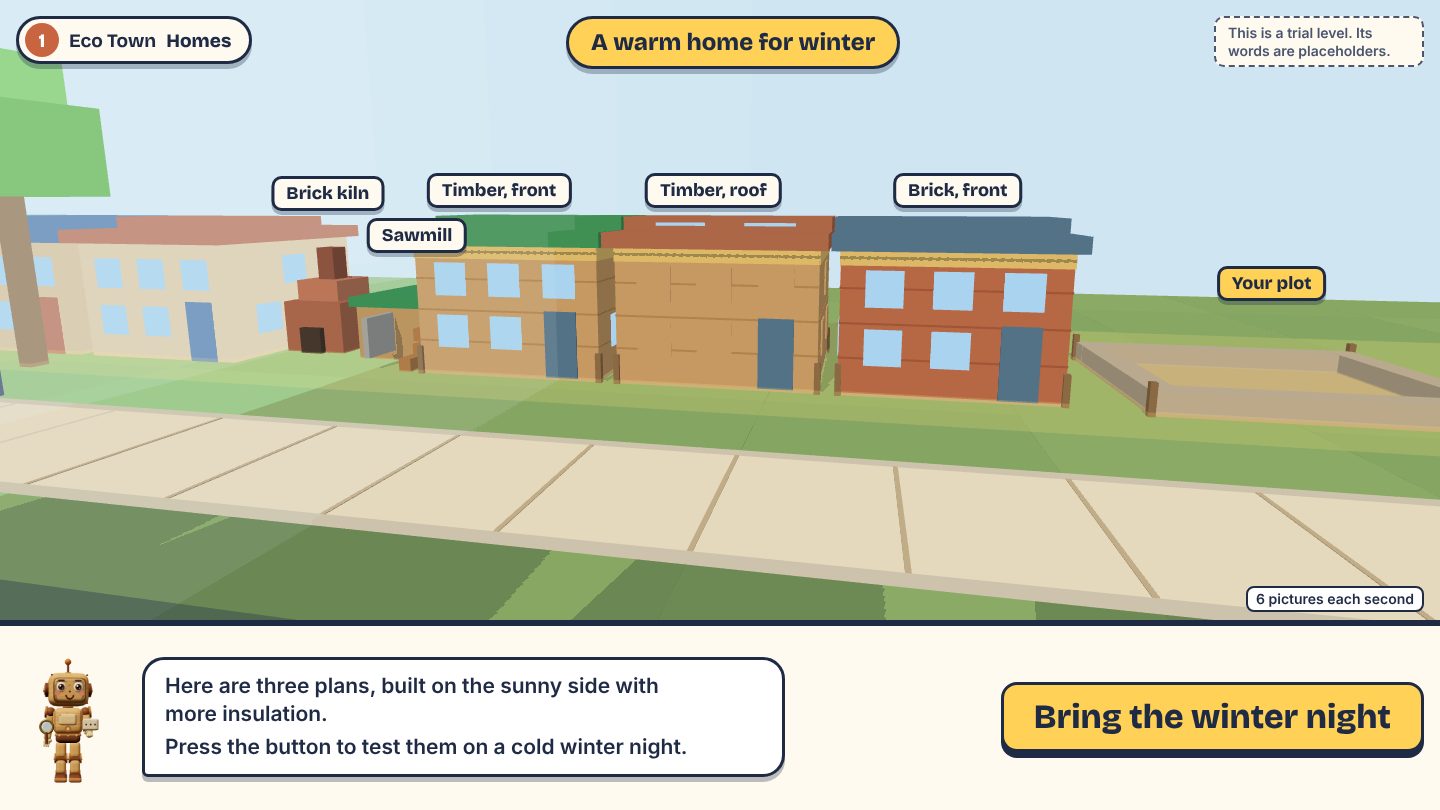 1 Eco Town Homes
A warm home for winter
This is a trial level. Its
words are placeholders.
Brick kiln
Timber, front
Timber, roof
Brick, front
Sawmill
Your plot
6 pictures each second
Here are three plans, built on the sunny side with
more insulation.
Press the button to test them on a cold winter night.
Bring the winter night